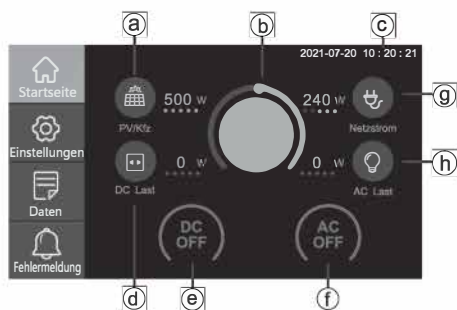 a b c
2021-07-20 10 : 20 : 21
Startseite
500 W
240 W
g
PV/Kfz
Netzstrom
Einstellungen
0 W
0 W
h
DC Last
AC Last
Daten
DC
OFF
AC
OFF
Fehlermeldung
d e f